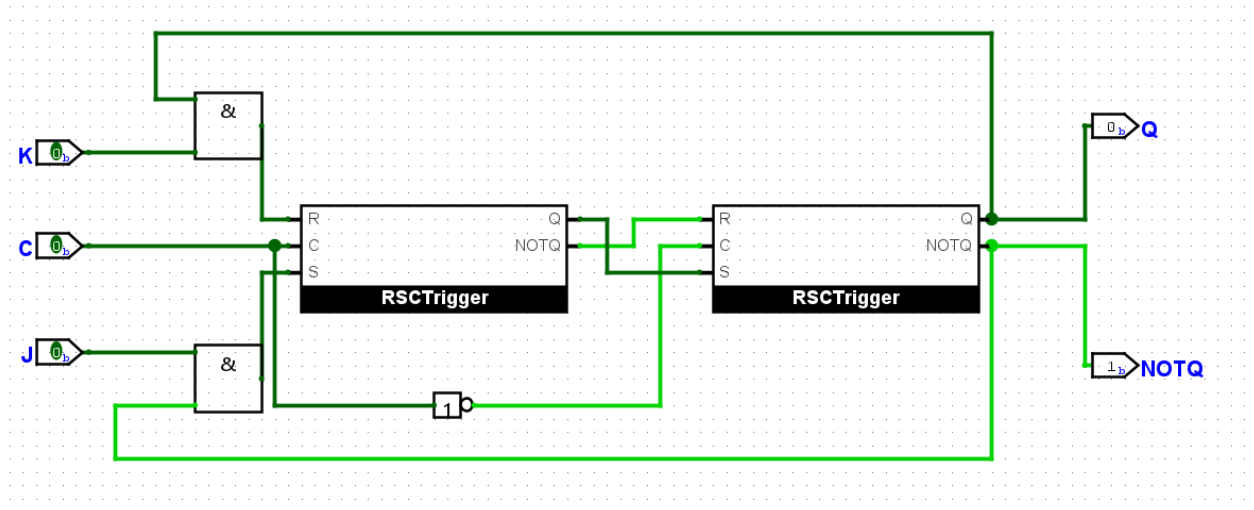 &
0b
Q
K
0b
R
Q
R
Q
C
0b
C
NOTQ
C
NOTQ
S
S
RSCTrigger
RSCTrigger
J
0b
&
1b
NOTQ
1